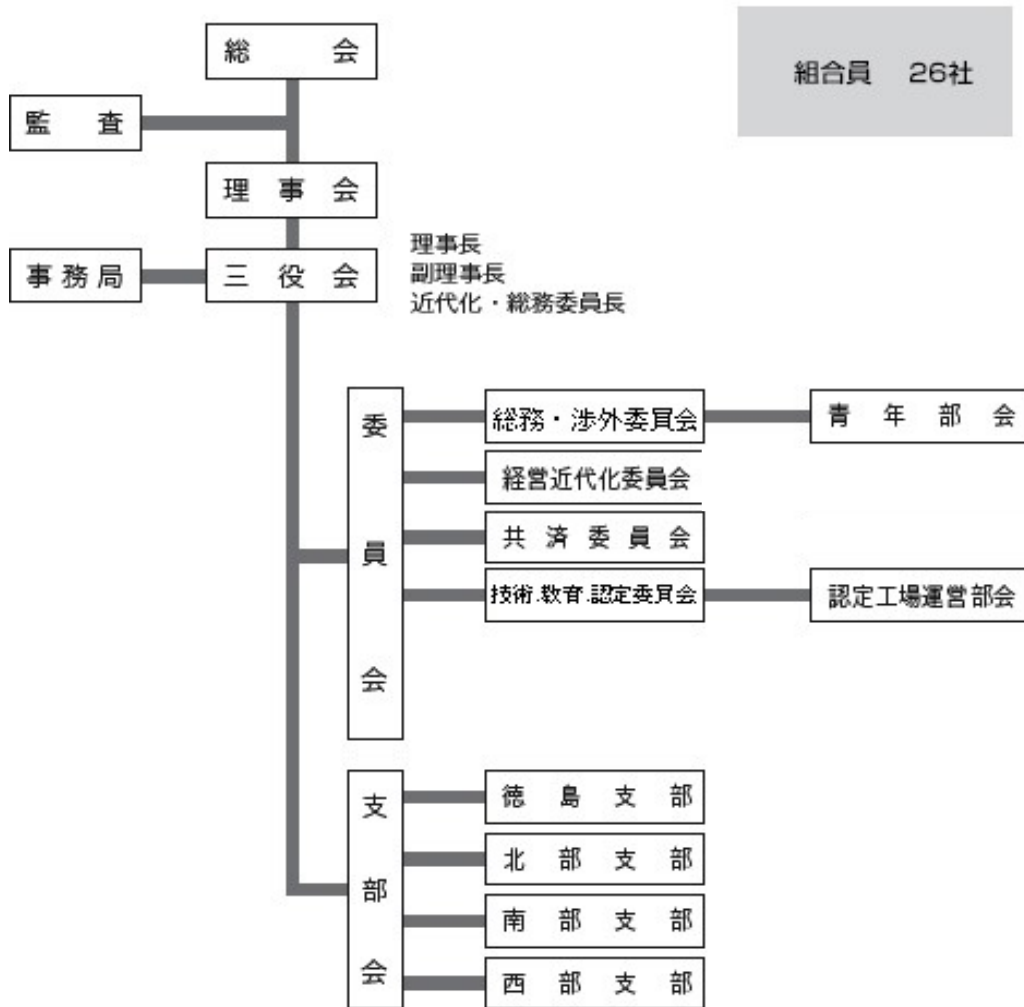 総会
組合員 26社
監査
理事会
事務局
三役会
理事長
副理事長
近代化・総務委員長
委員会
総務・渉外委員会
青年部会
経営近代化委員会
共済委員会
技術.教育.認定委員会
認定工場運営部会
支部会
徳島支部
北部支部
南部支部
西部支部